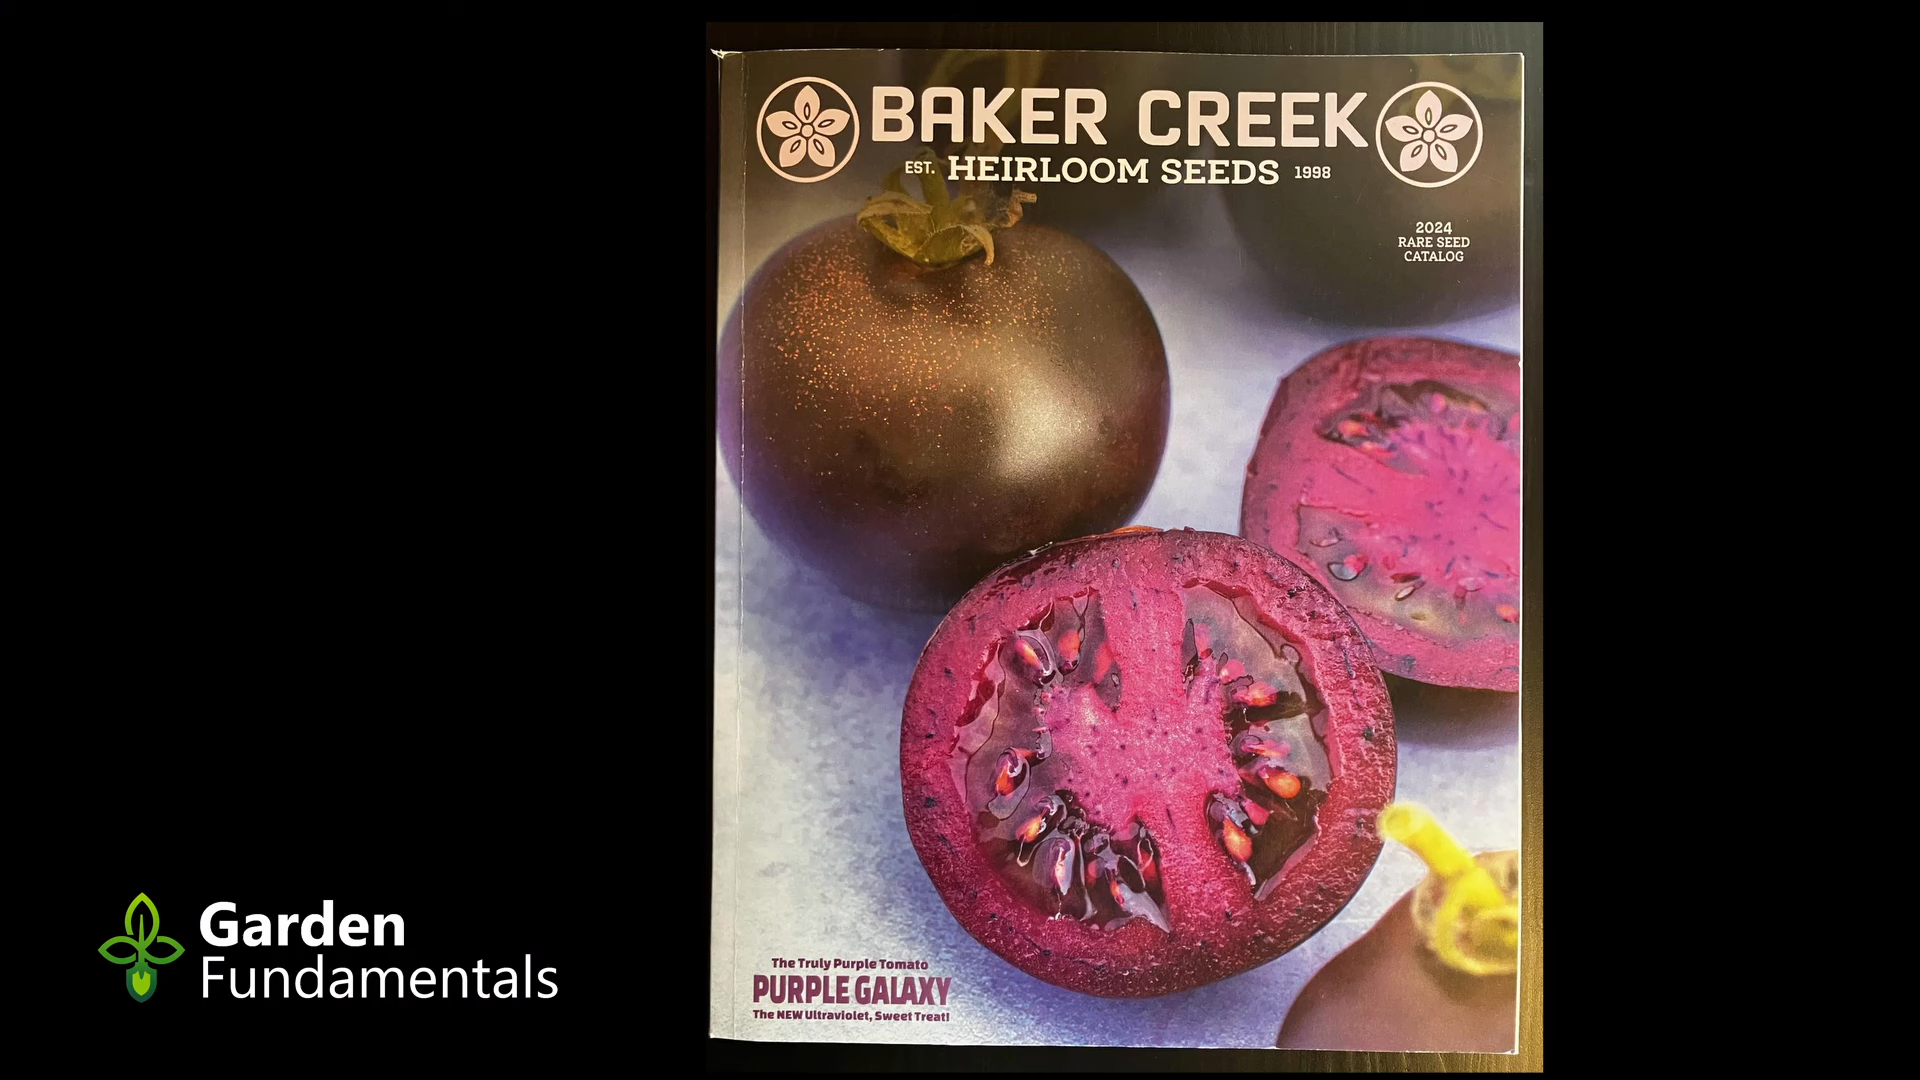 BAKER CREEK
EST. HEIRLOOM SEEDS 1998
2024
RARE SEED
CATALOG
The Truly Purple Tomato
PURPLE GALAXY
The NEW Ultraviolet, Sweet Treat!
Garden
Fundamentals